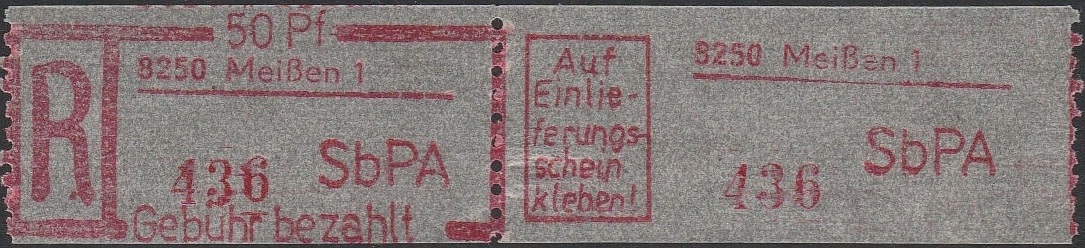 50 Pf
R
8250 Meißen 1
436 SbPA
Gebühr bezahlt
Auf
Einlie-
ferungs-
schein
kleben!
8250 Meißen 1
436 SbPA